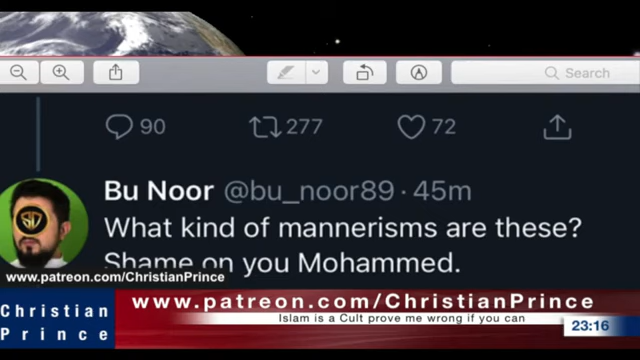 Search
90 277 72
Bu Noor @bu_noor89 · 45m
What kind of mannerisms are these?
Shame on you Mohammed.
www.patreon.com/ChristianPrince
www.patreon.com/ChristianPrince
Christian
Prince
Islam is a Cult prove me wrong if you can
23:16